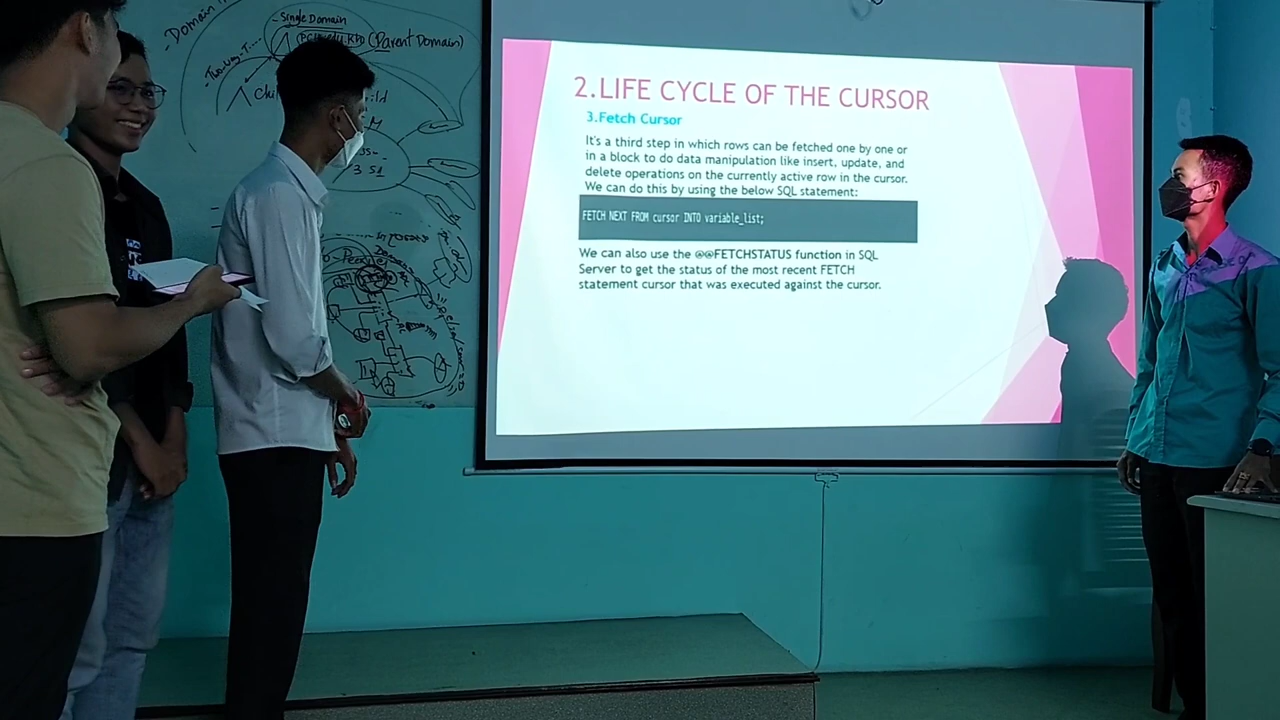 -Domain
-Single Domain
(Parent Domain)
2.LIFE CYCLE OF THE CURSOR
3.Fetch Cursor
It's a third step in which rows can be fetched one by one or
in a block to do data manipulation like insert, update, and
delete operations on the currently active row in the cursor.
We can do this by using the below SQL statement:
FETCH NEXT FROM cursor INTO variable_list;
We can also use the @@FETCHSTATUS function in SQL
Server to get the status of the most recent FETCH
statement cursor that was executed against the cursor.